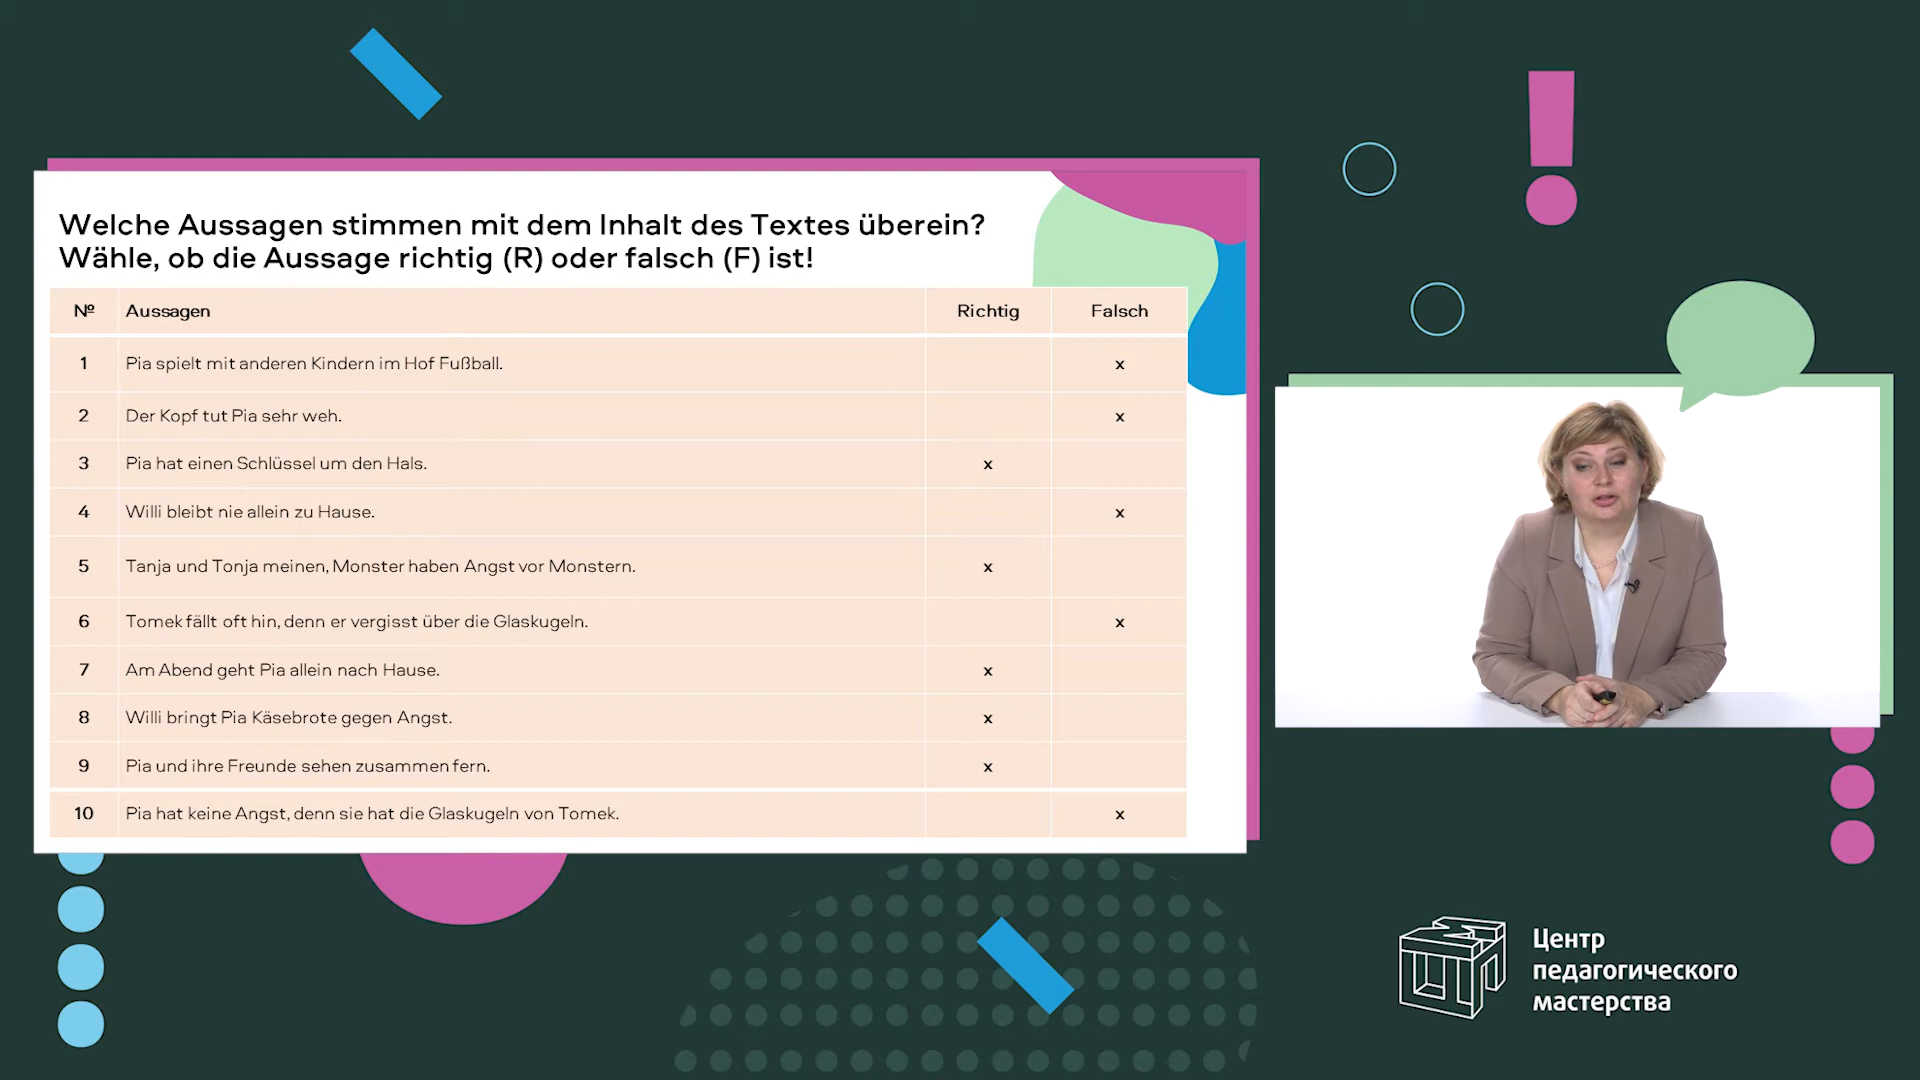 Welche Aussagen stimmen mit dem Inhalt des Textes überein?
Wähle, ob die Aussage richtig (R) oder falsch (F) ist!
№ Aussagen Richtig Falsch
1 Pia spielt mit anderen Kindern im Hof Fußball. x
2 Der Kopf tut Pia sehr weh. x
3 Pia hat einen Schlüssel um den Hals. x
4 Willi bleibt nie allein zu Hause. x
5 Tanja und Tonja meinen, Monster haben Angst vor Monstern. x
6 Tomek fällt oft hin, denn er vergisst über die Glaskugeln. x
7 Am Abend geht Pia allein nach Hause. x
8 Willi bringt Pia Käsebrote gegen Angst. x
9 Pia und ihre Freunde sehen zusammen fern. x
10 Pia hat keine Angst, denn sie hat die Glaskugeln von Tomek. x
Центр
педагогического
мастерства